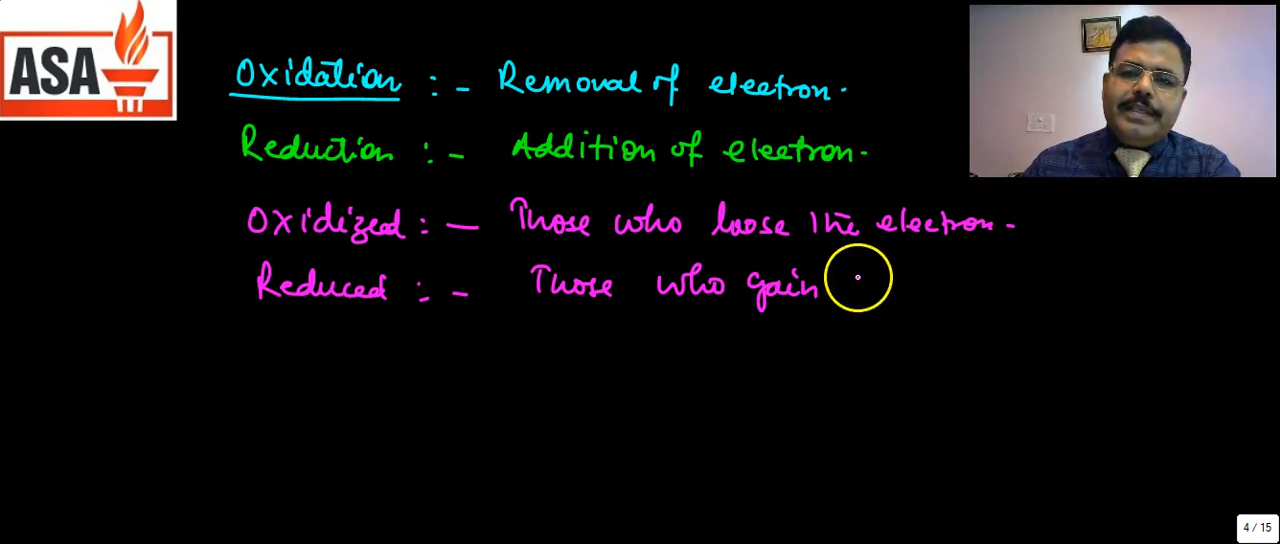 ASA
Oxidation :- Removal of electron.
Reduction :- Addition of electron.
Oxidized :- Those who loose the electron.
Reduced :- Those who gain
4 / 15